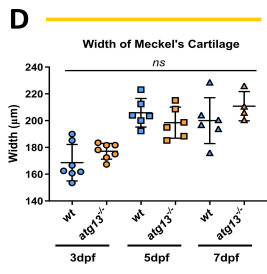 D
Width of Meckel's Cartilage
ns
Width (μm)
240
220
200
180
160
140
wt
atg13-/-
wt
atg13-/-
wt
atg13-/-
3dpf
5dpf
7dpf